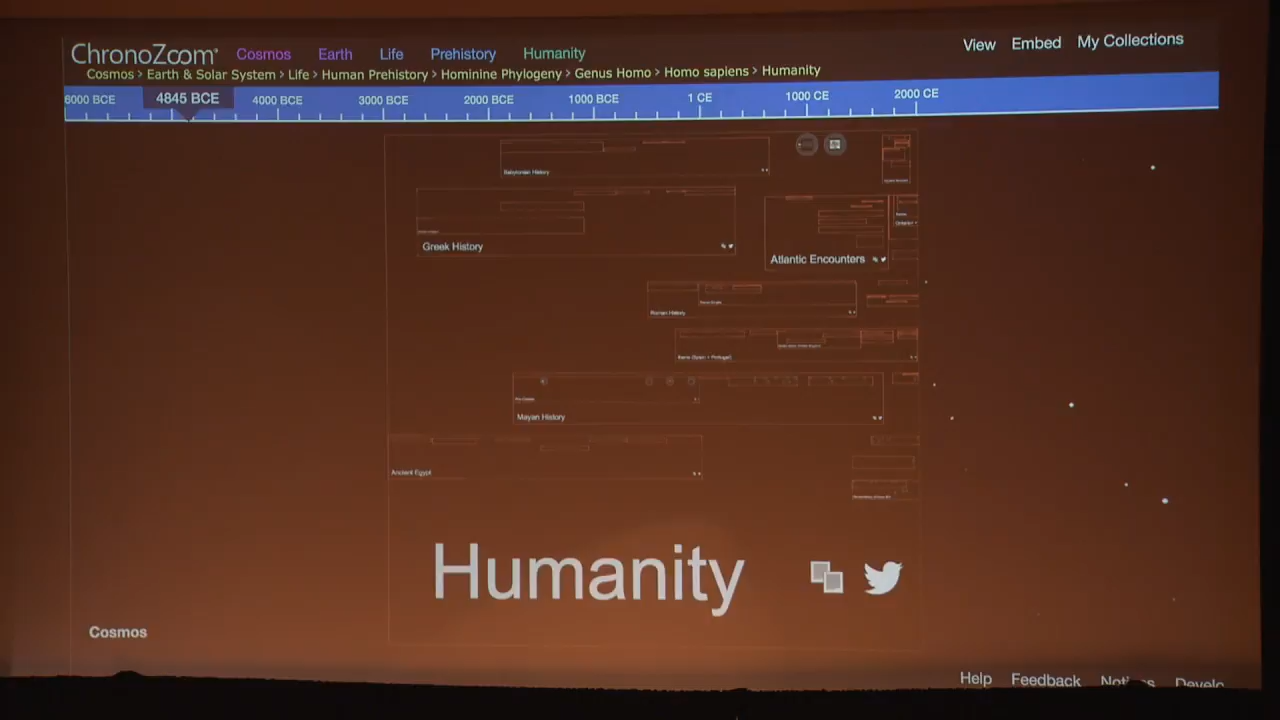 ChronoZoom® Cosmos Earth Life Prehistory Humanity View Embed My Collections
Cosmos > Earth & Solar System > Life > Human Prehistory > Hominine Phylogeny > Genus Homo > Homo sapiens > Humanity
6000 BCE 4845 BCE 4000 BCE 3000 BCE 2000 BCE 1000 BCE 1 CE 1000 CE 2000 CE
Babylonian History
Greek History
Atlantic Encounters
Roman History
Iberia (Spain + Portugal)
Mayan History
Ancient Egypt
Humanity
Cosmos
Help Feedback